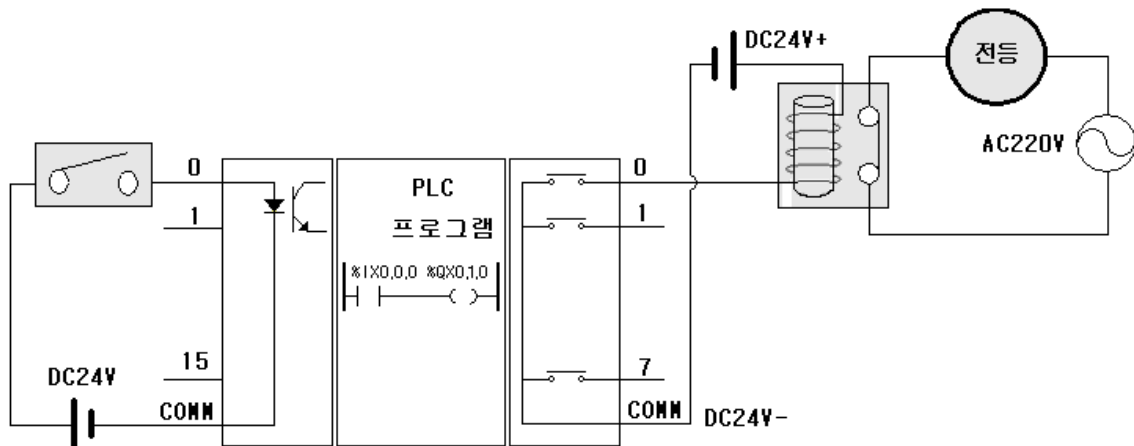 DC24V+
전등
AC220V
0
1
15
DC24V
COMM
PLC
프로그램
%IX0,0,0 %QX0,1,0
0
1
7
COMM
DC24V-